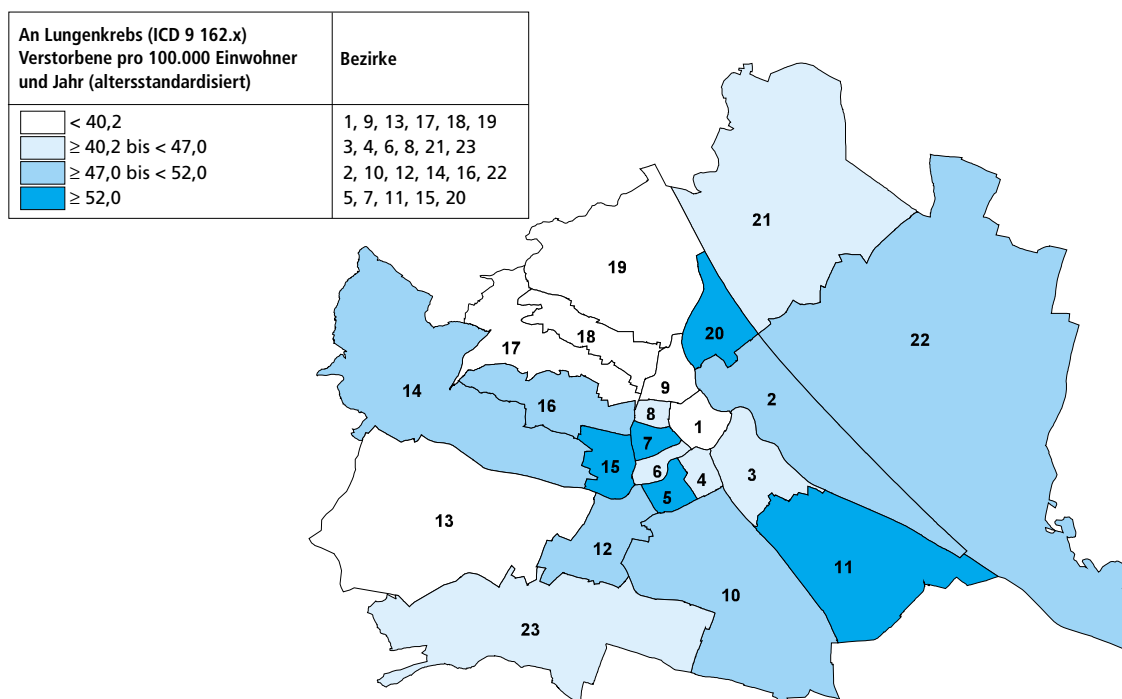 An Lungenkrebs (ICD 9 162.x)
Verstorbene pro 100.000 Einwohner
und Jahr (altersstandardisiert)
Bezirke
< 40,2 1, 9, 13, 17, 18, 19
≥ 40,2 bis < 47,0 3, 4, 6, 8, 21, 23
≥ 47,0 bis < 52,0 2, 10, 12, 14, 16, 22
≥ 52,0 5, 7, 11, 15, 20
21
19
20
18
22
17
14
9
2
16
8
1
7
15
6
4
3
5
13
12
11
10
23